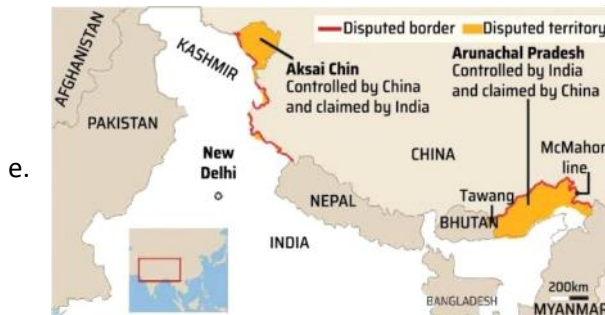 Disputed border Disputed territory
AFGHANISTAN
KASHMIR
Aksai Chin
Controlled by China
and claimed by India
Arunachal Pradesh
Controlled by India
and claimed by China
PAKISTAN
e.
New
Delhi
CHINA
McMahon
line
NEPAL
Tawang
BHUTAN
INDIA
BANGLADESH
200km
MYANMAR